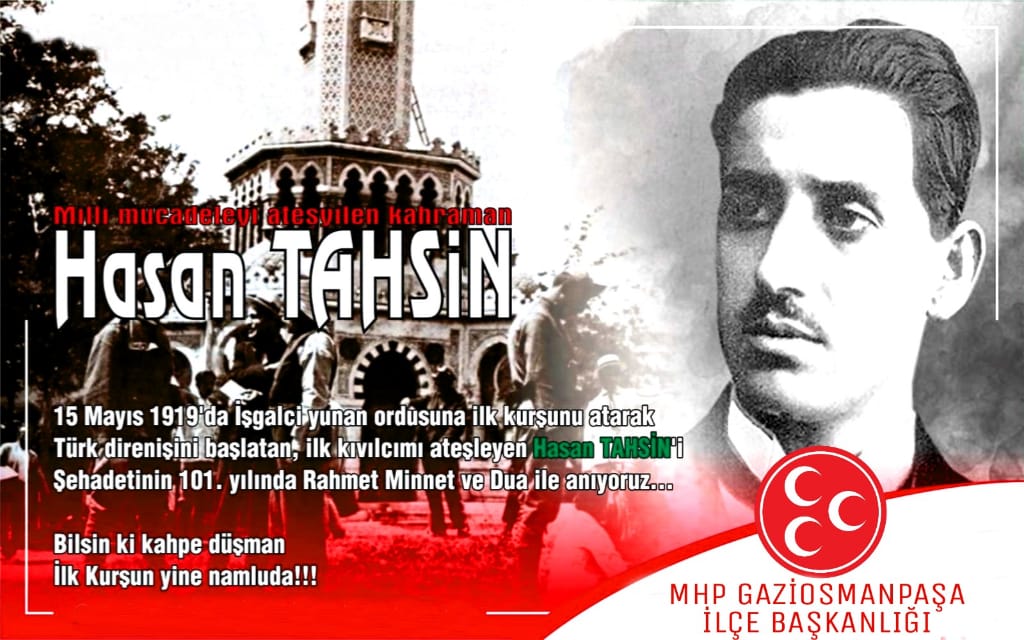 Milli mücadeleyi ateşyilen kahraman
Hasan TAHSiN
15 Mayıs 1919'da İşgalci yunan ordusuna ilk kurşunu atarak
Türk direnişini başlatan, ilk kıvılcımı ateşleyen Hasan TAHSİN'i
Şehadetinin 101. yılında Rahmet Minnet ve Dua ile anıyoruz...
Bilsin ki kahpe düşman
İlk Kurşun yine namluda!!!
MHP GAZİOSMANPAŞA
İLÇE BAŞKANLIĞI